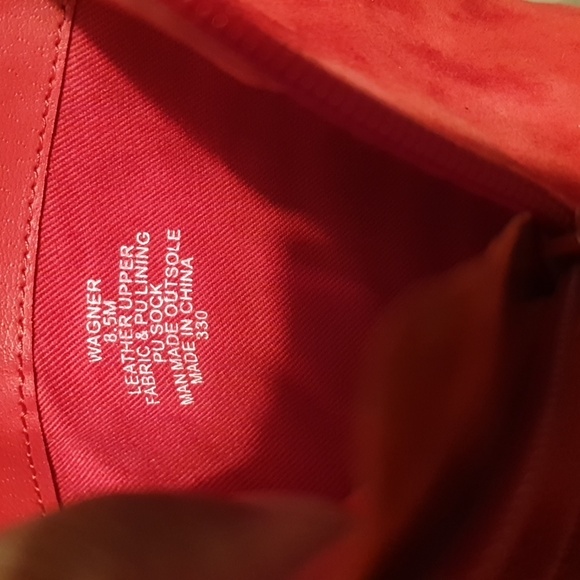 WAGNER
8.5M
LEATHER UPPER
FABRIC & PU LINING
PU SOCK
MAN MADE OUTSOLE
MADE IN CHINA
330